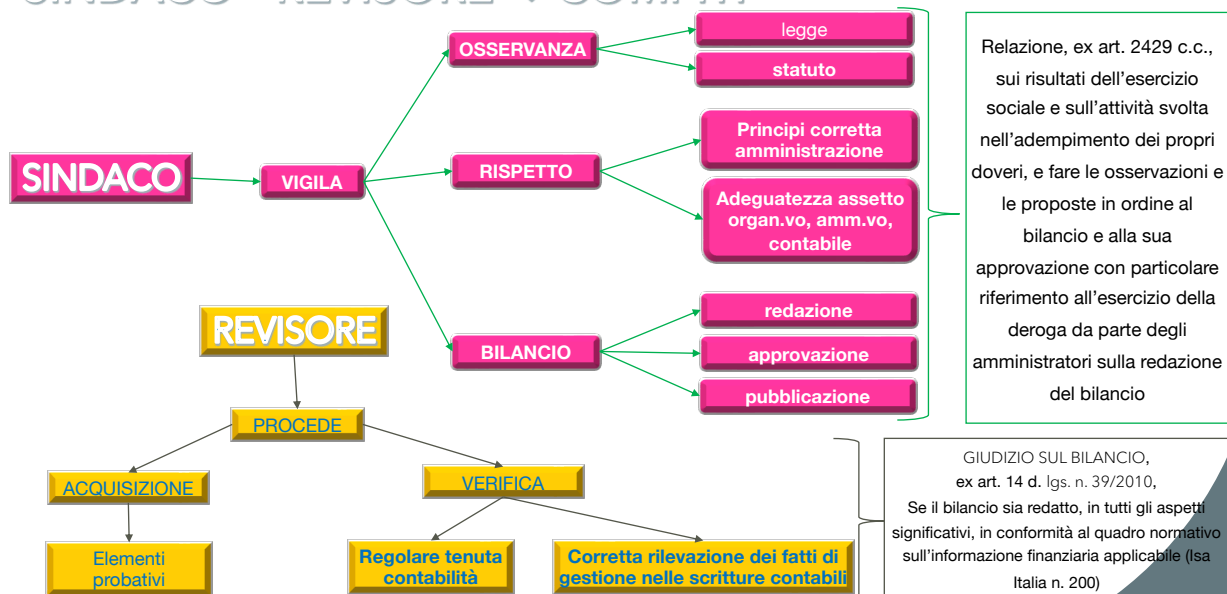 SINDACO - REVISORE
SINDACO
VIGILA
OSSERVANZA
legge
statuto
RISPETTO
Principi corretta
amministrazione
Adeguatezza assetto
organ.vo, amm.vo,
contabile
BILANCIO
redazione
approvazione
pubblicazione
Relazione, ex art. 2429 c.c.,
sui risultati dell’esercizio
sociale e sull’attività svolta
nell’adempimento dei propri
doveri, e fare le osservazioni e
le proposte in ordine al
bilancio e alla sua
approvazione con particolare
riferimento all’esercizio della
deroga da parte degli
amministratori sulla redazione
del bilancio
REVISORE
PROCEDE
ACQUISIZIONE
Elementi
probativi
VERIFICA
Regolare tenuta
contabilità
Corretta rilevazione dei fatti di
gestione nelle scritture contabili
GIUDIZIO SUL BILANCIO,
ex art. 14 d. lgs. n. 39/2010,
Se il bilancio sia redatto, in tutti gli aspetti
significativi, in conformità al quadro normativo
sull’informazione finanziaria applicabile (Isa
Italia n. 200)